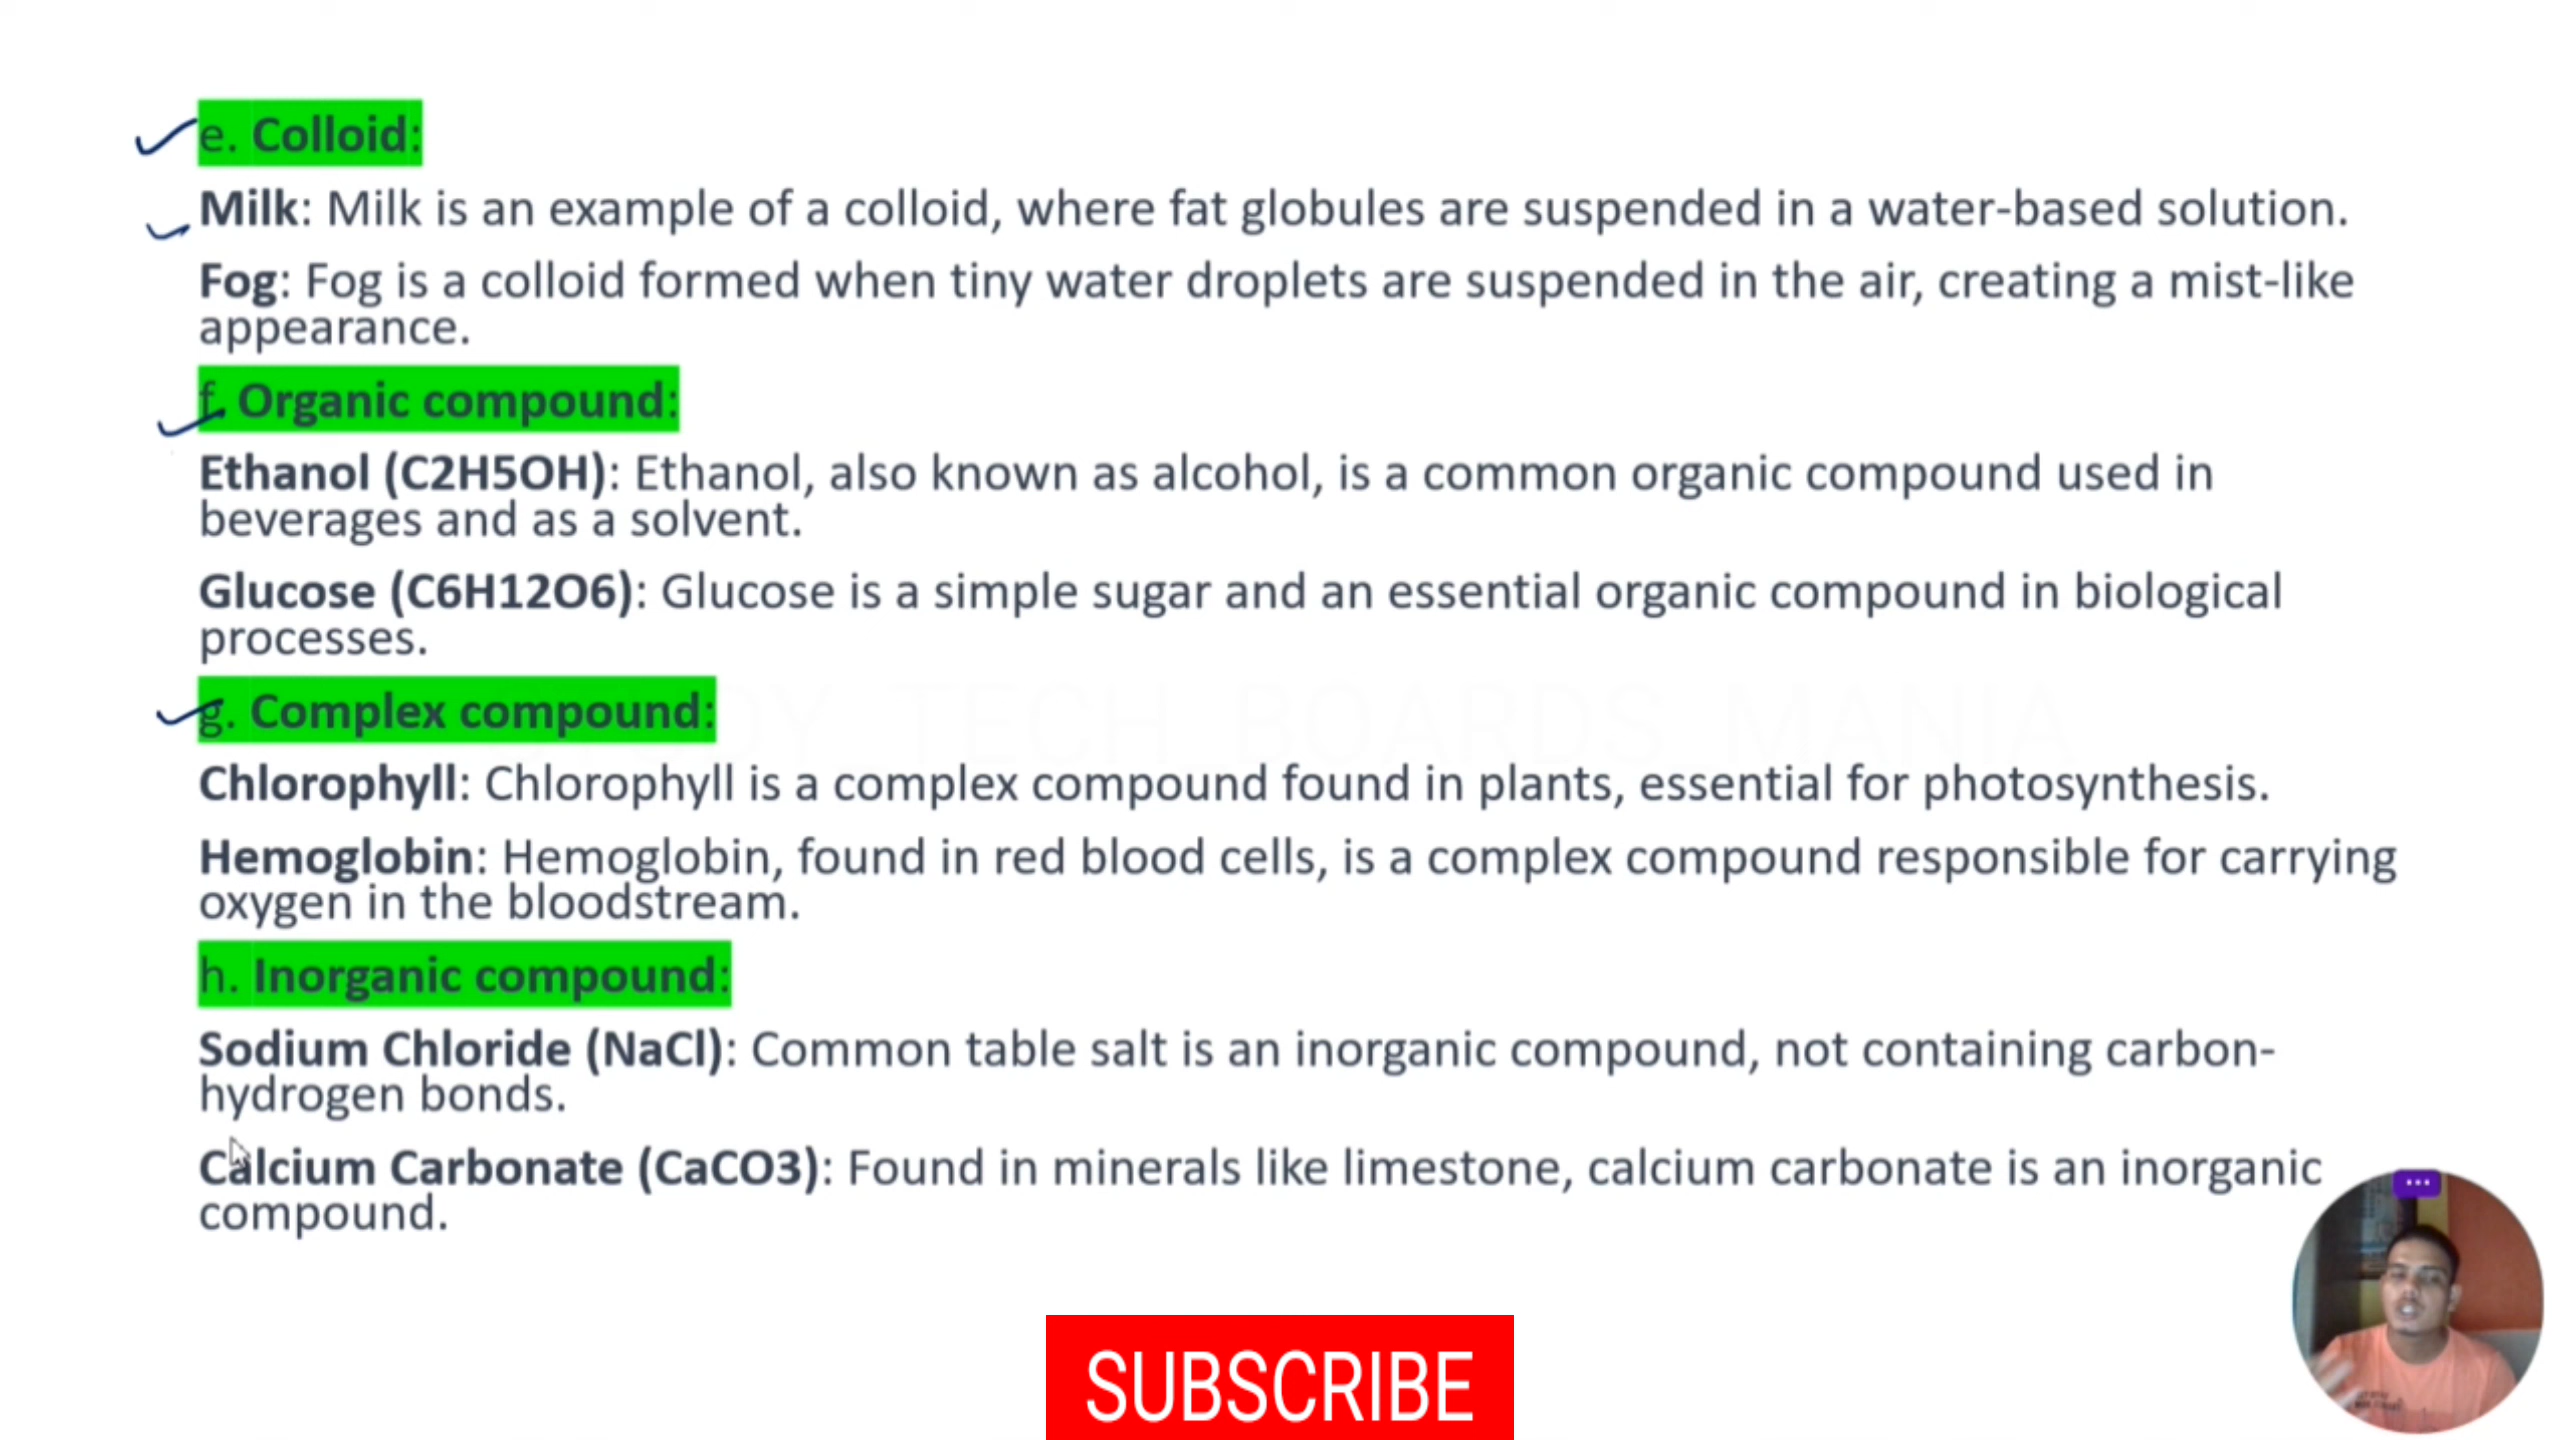 e. Colloid:
Milk: Milk is an example of a colloid, where fat globules are suspended in a water-based solution.
Fog: Fog is a colloid formed when tiny water droplets are suspended in the air, creating a mist-like
appearance.
f. Organic compound:
Ethanol (C2H5OH): Ethanol, also known as alcohol, is a common organic compound used in
beverages and as a solvent.
Glucose (C6H12O6): Glucose is a simple sugar and an essential organic compound in biological
processes.
g. Complex compound:
DY_TECH_BOARDS_MANIA
Chlorophyll: Chlorophyll is a complex compound found in plants, essential for photosynthesis.
Hemoglobin: Hemoglobin, found in red blood cells, is a complex compound responsible for carrying
oxygen in the bloodstream.
h. Inorganic compound:
Sodium Chloride (NaCl): Common table salt is an inorganic compound, not containing carbon-
hydrogen bonds.
Calcium Carbonate (CaCO3): Found in minerals like limestone, calcium carbonate is an inorganic
compound.
SUBSCRIBE